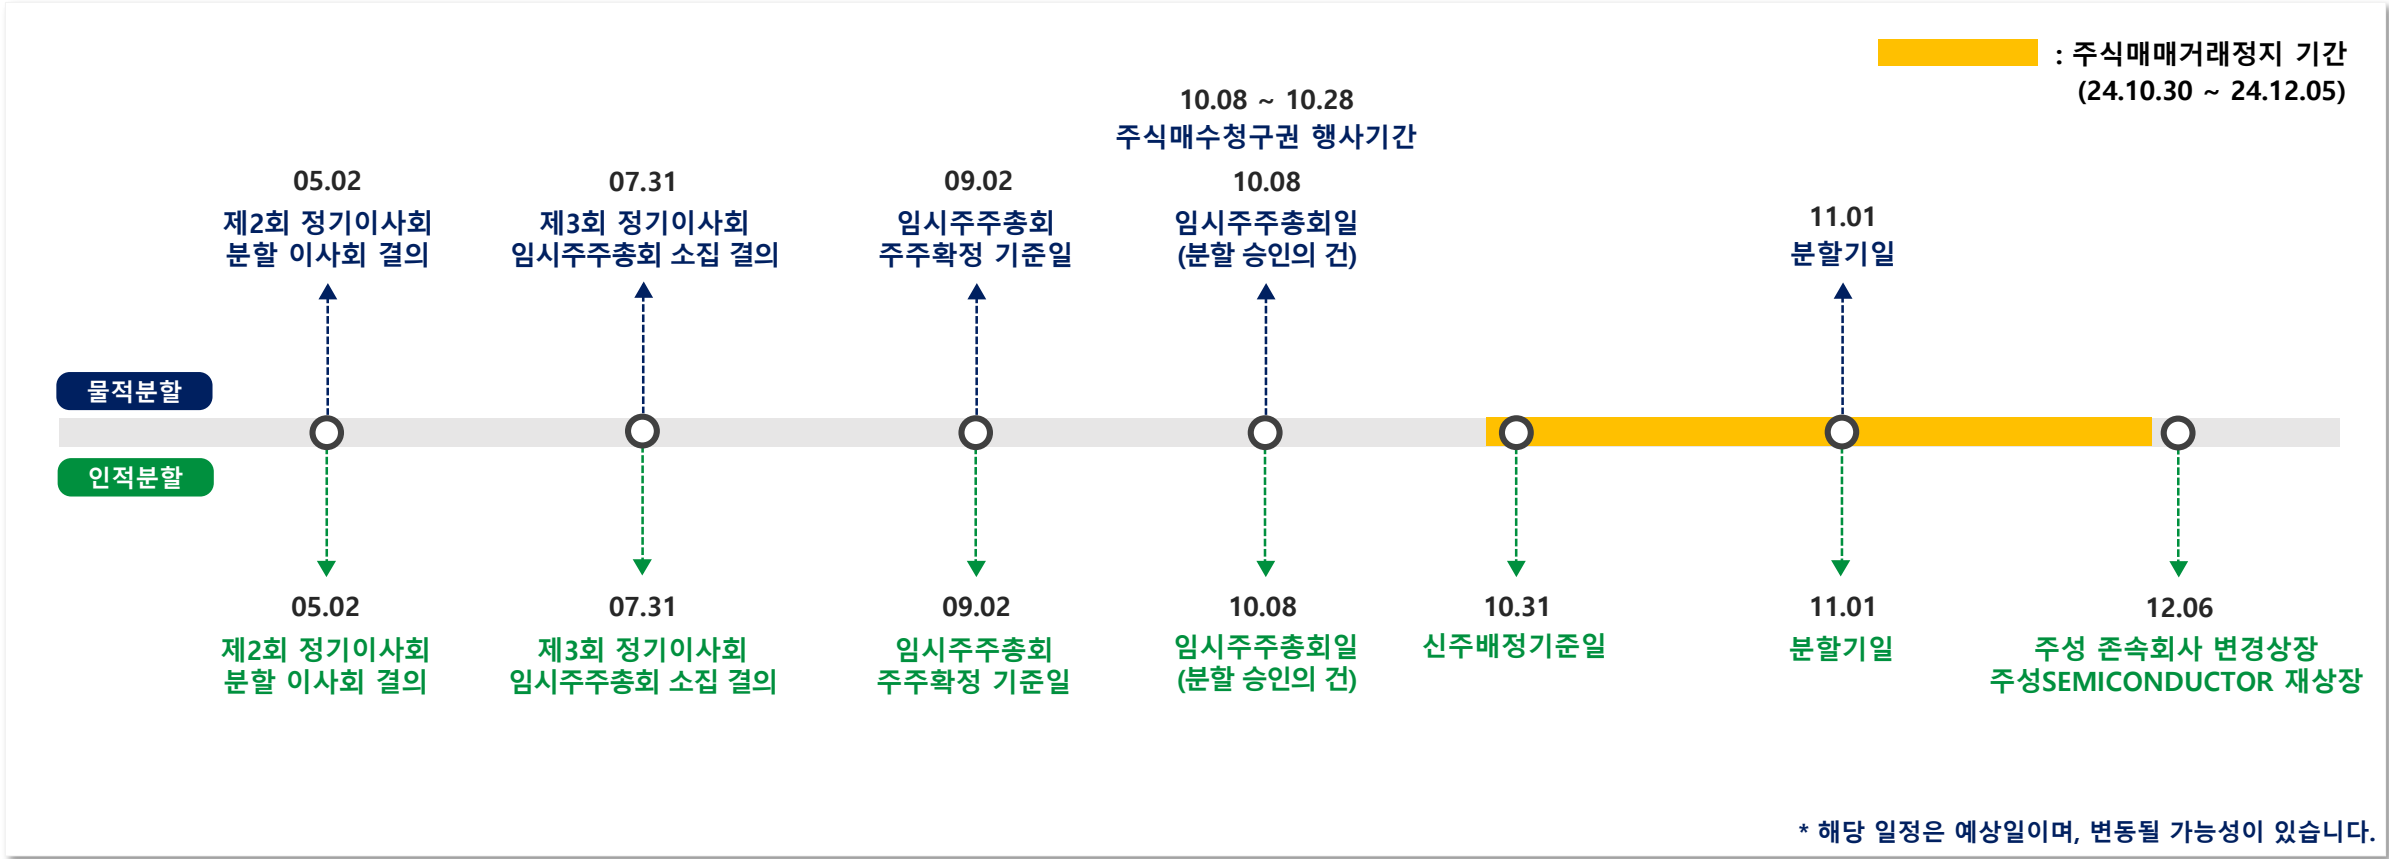 : 주식매매거래정지 기간
(24.10.30 ~ 24.12.05)
10.08 ~ 10.28
주식매수청구권 행사기간
05.02
제2회 정기이사회
분할 이사회 결의
07.31
제3회 정기이사회
임시주주총회 소집 결의
09.02
임시주주총회
주주확정 기준일
10.08
임시주주총회일
(분할 승인의 건)
11.01
분할기일
물적분할
인적분할
05.02
제2회 정기이사회
분할 이사회 결의
07.31
제3회 정기이사회
임시주주총회 소집 결의
09.02
임시주주총회
주주확정 기준일
10.08
임시주주총회일
(분할 승인의 건)
10.31
신주배정기준일
11.01
분할기일
12.06
주성 존속회사 변경상장
주성SEMICONDUCTOR 재상장
* 해당 일정은 예상일이며, 변동될 가능성이 있습니다.